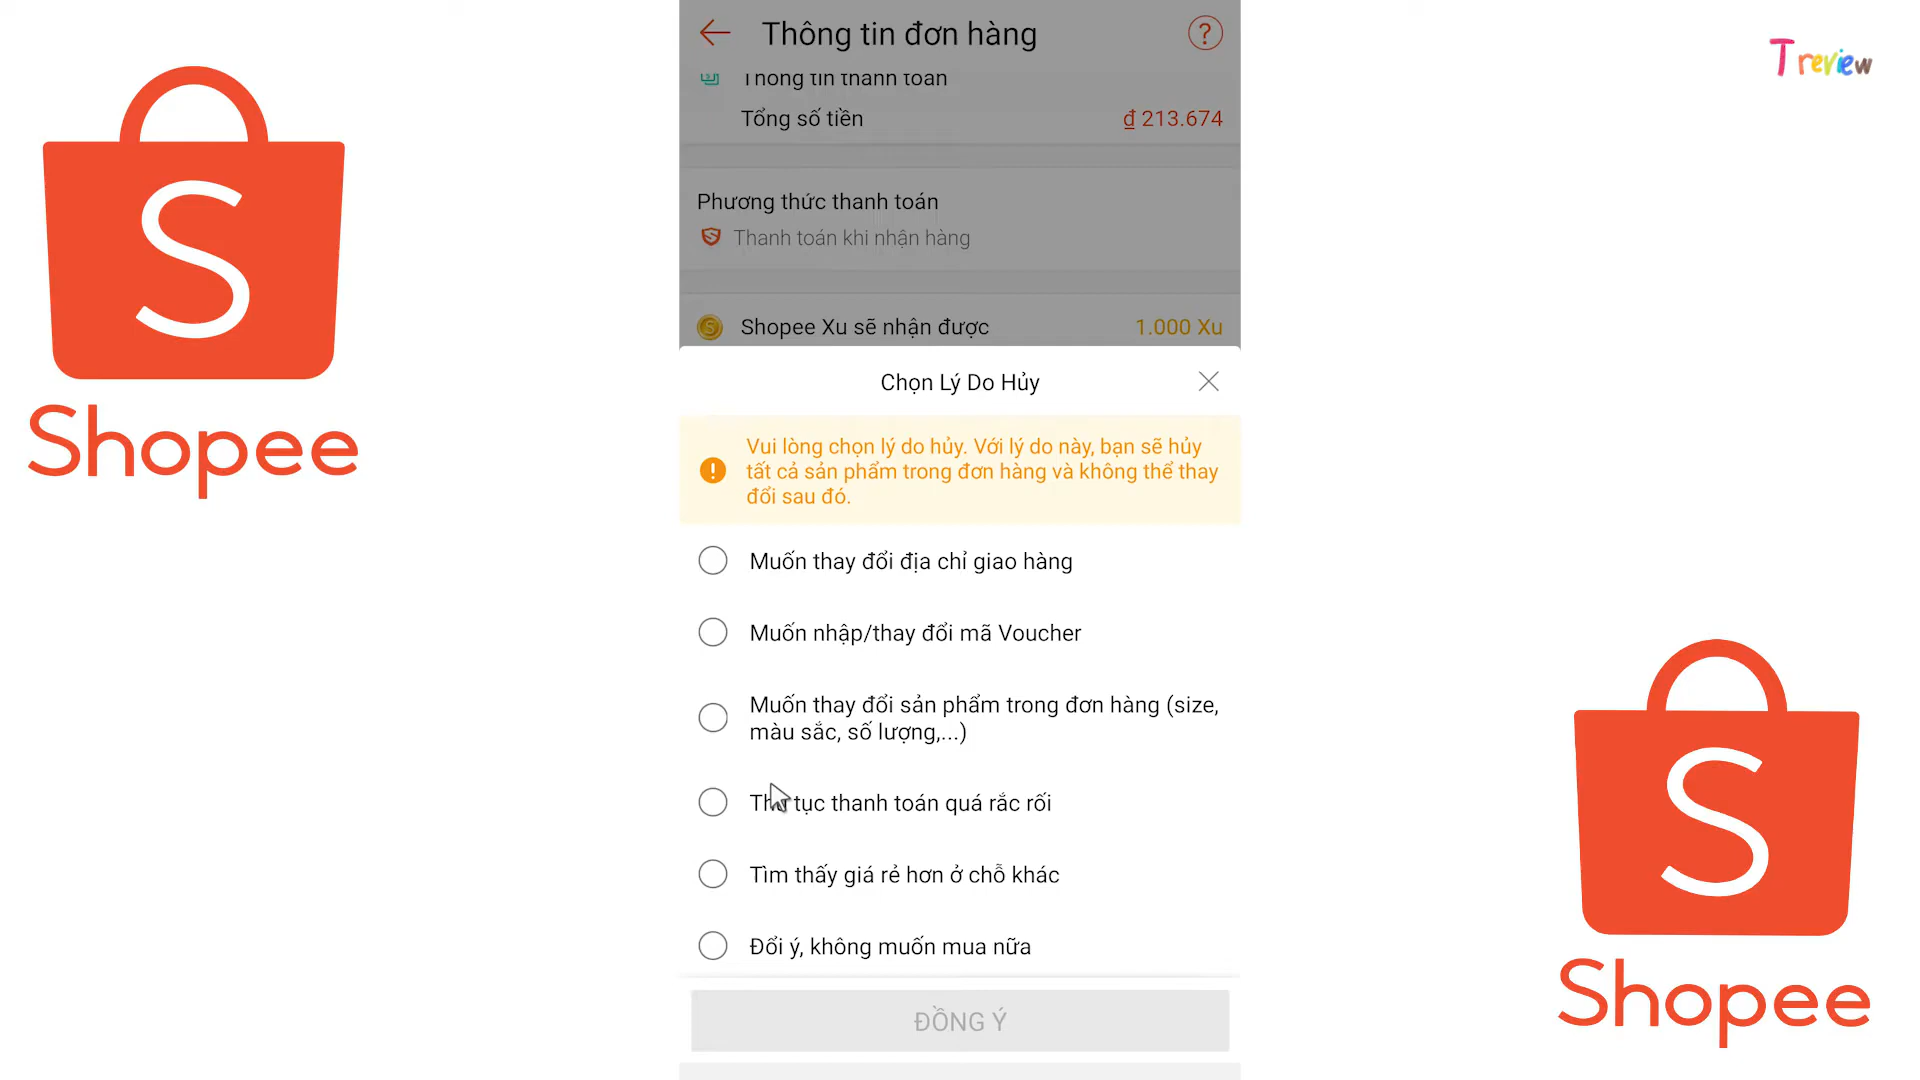 Thông tin đơn hàng
?
T review
Thông tin thanh toán
Tổng số tiền
₫ 213.674
Phương thức thanh toán
Thanh toán khi nhận hàng
Shopee Xu sẽ nhận được
1.000 Xu
S
Shopee
Chọn Lý Do Hủy
Vui lòng chọn lý do hủy. Với lý do này, bạn sẽ hủy
tất cả sản phẩm trong đơn hàng và không thể thay
đổi sau đó.
Muốn thay đổi địa chỉ giao hàng
Muốn nhập/thay đổi mã Voucher
Muốn thay đổi sản phẩm trong đơn hàng (size,
màu sắc, số lượng,...)
Thủ tục thanh toán quá rắc rối
Tìm thấy giá rẻ hơn ở chỗ khác
Đổi ý, không muốn mua nữa
ĐỒNG Ý
S
Shopee